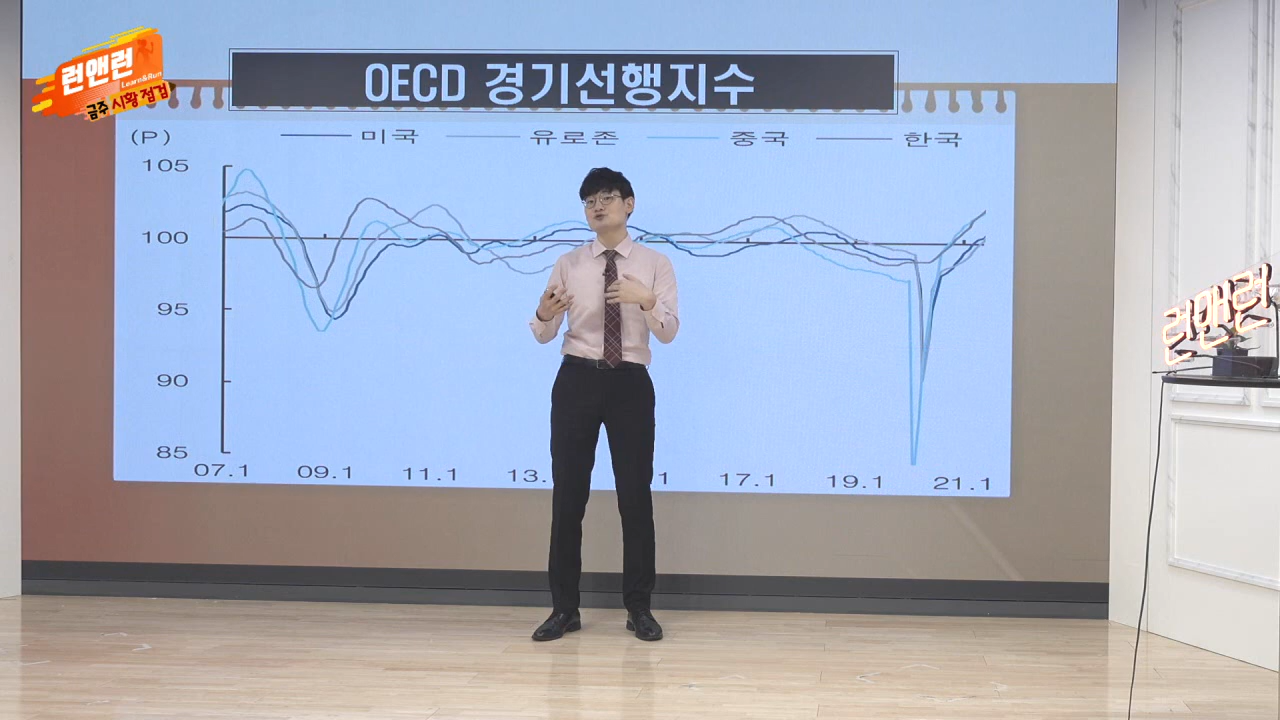 런앤런
Learn&Run
금주 시황 점검
OECD 경기선행지수
(P)
미국 유로존 중국 한국
105
100
95
90
85
07.1 09.1 11.1 13. 1 17.1 19.1 21.1
런앤런